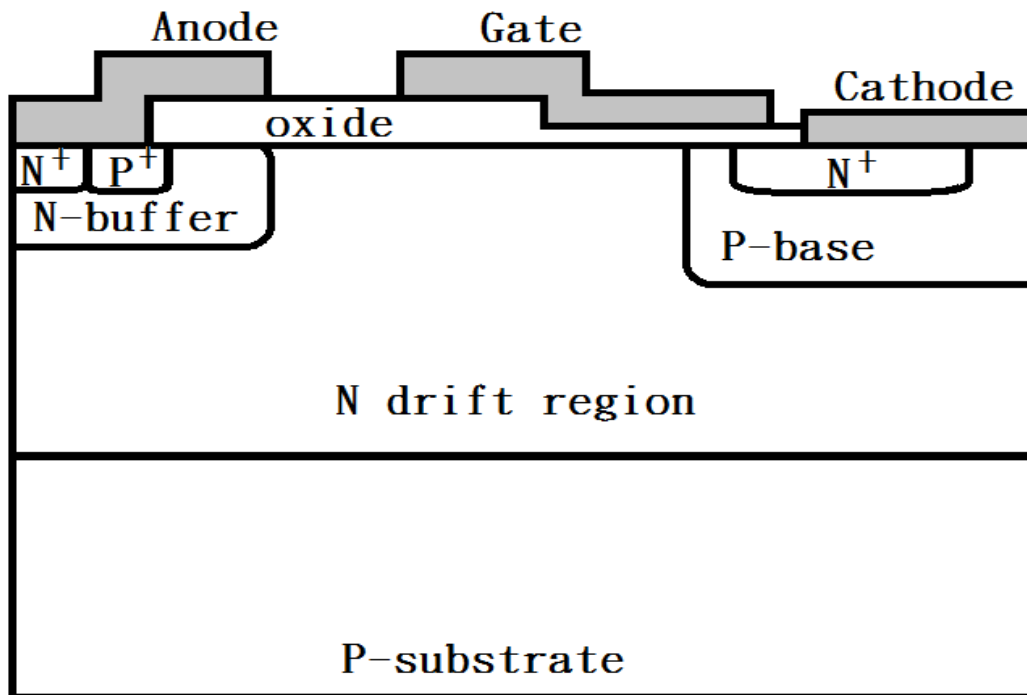 Anode
Gate
Cathode
oxide
N⁺
P⁺
N⁺
N-buffer
P-base
N drift region
P-substrate